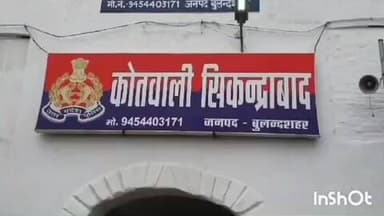 मो.नं.-9454403171 जनपद बुलन्दशहर
कोतवाली सिकन्द्राबाद
मो. 9454403171 जनपद - बुलन्दशहर
InShOt